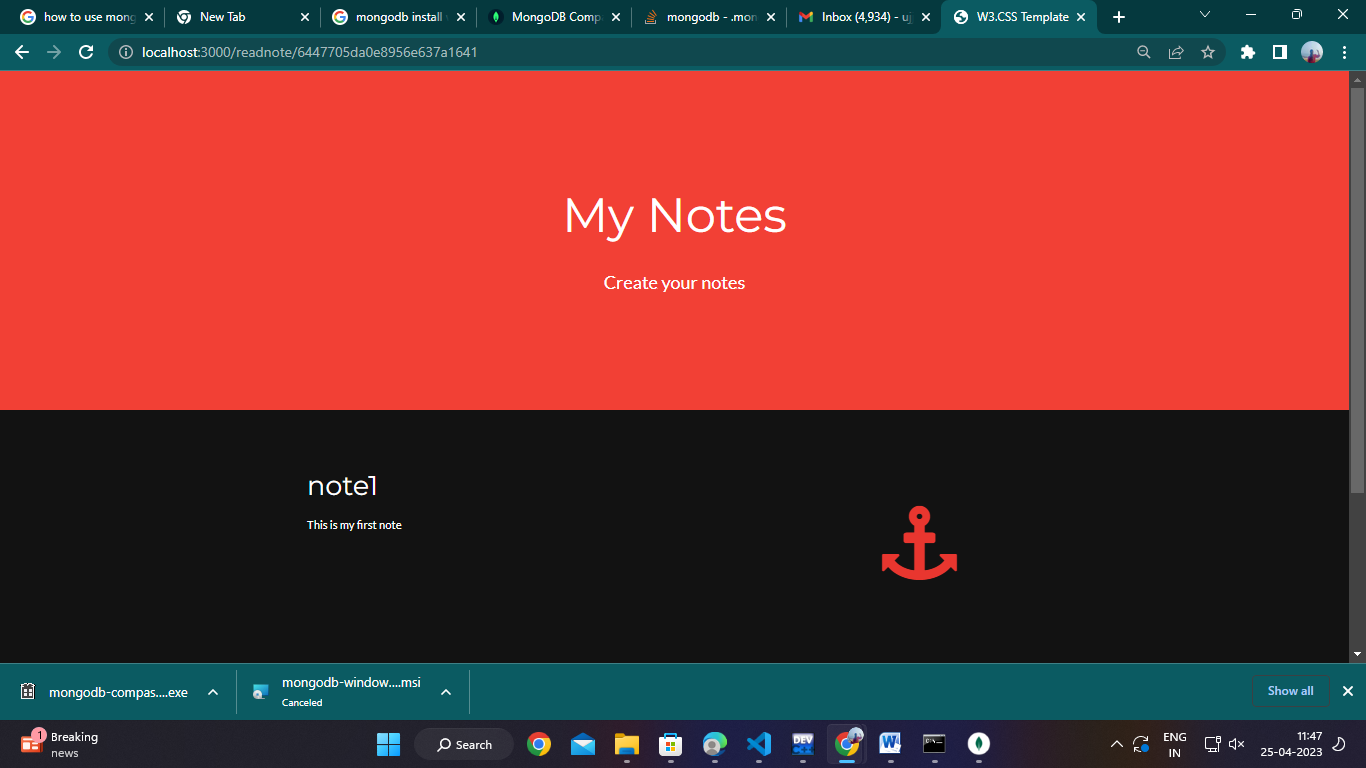 how to use mong
New Tab
mongodb install
MongoDB Comp
mongodb - .mon
Inbox (4,934) - uj
W3.CSS Template
localhost:3000/readnote/6447705da0e8956e637a1641
My Notes
Create your notes
note1
This is my first note
mongodb-compas....exe
mongodb-window....msi
Canceled
Show all
1
Breaking
news
Search
DEV
ENG
IN
11:47
25-04-2023